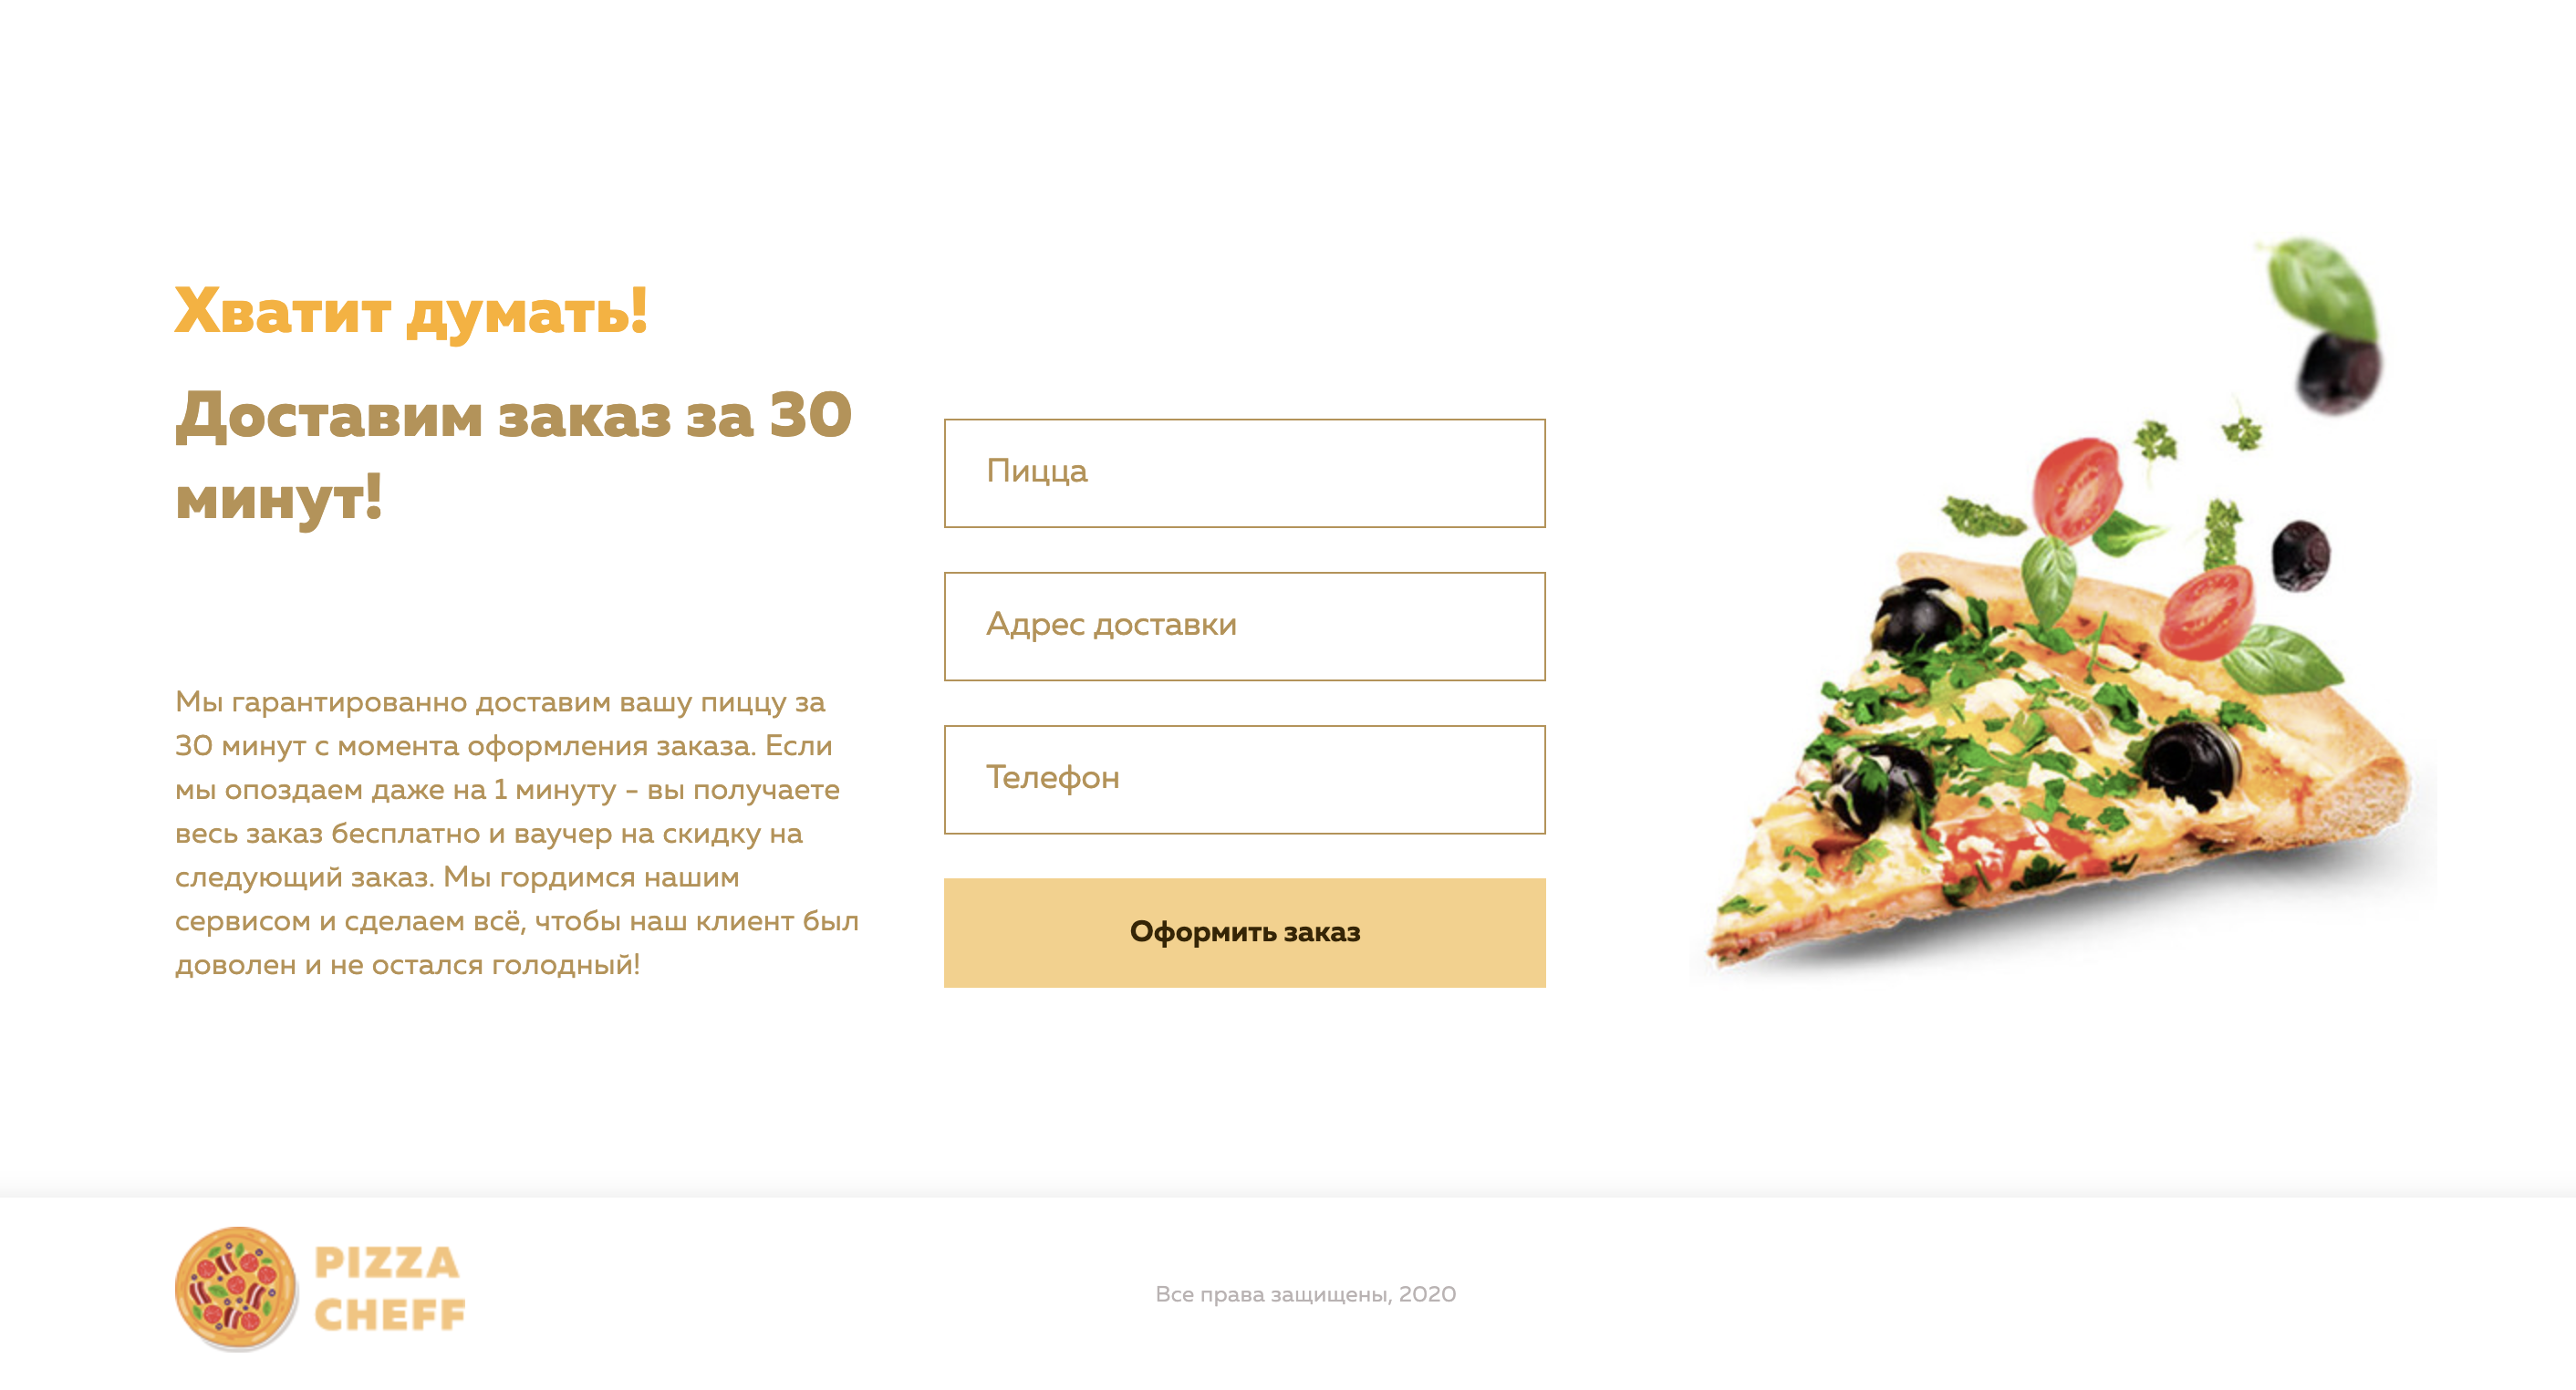 Хватит думать!
Доставим заказ за 30
минут!
Мы гарантированно доставим вашу пиццу за
30 минут с момента оформления заказа. Если
мы опоздаем даже на 1 минуту - вы получаете
весь заказ бесплатно и ваучер на скидку на
следующий заказ. Мы гордимся нашим
сервисом и сделаем всё, чтобы наш клиент был
доволен и не остался голодный!
Пицца
Адрес доставки
Телефон
Оформить заказ
PIZZA
CHEFF
Все права защищены, 2020